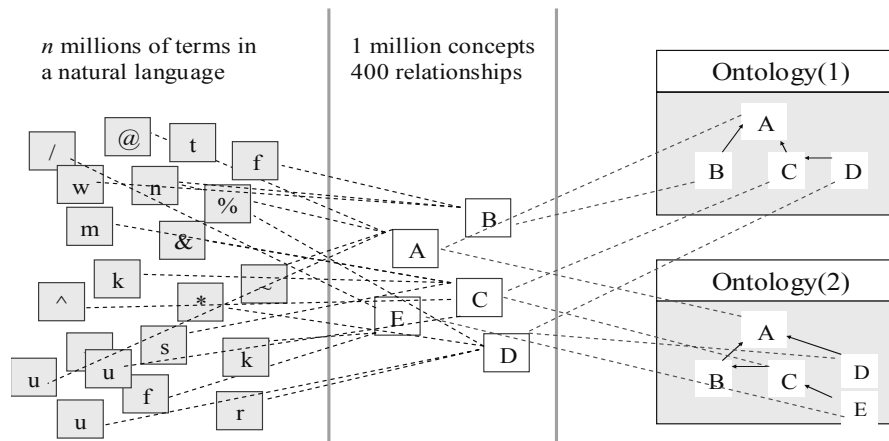 n millions of terms in
a natural language
1 million concepts
400 relationships
Ontology(1)
A
B
C
D
Ontology(2)
A
B
C
D
E
@
t
/
f
w
n
%
m
&
k
~
^
*
s
u
u
k
f
r
u
B
A
C
E
D